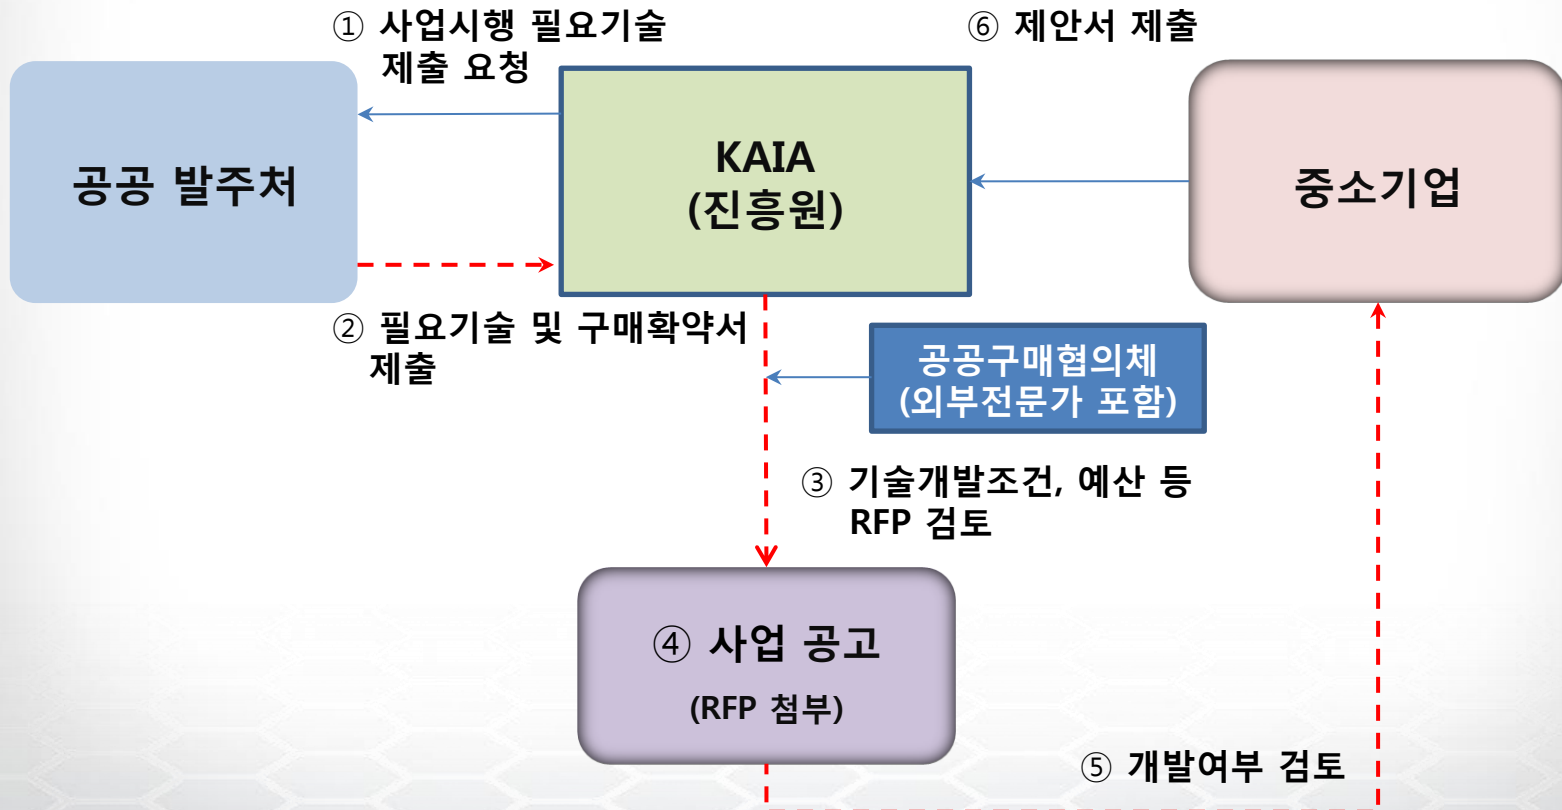 ① 사업시행 필요기술
제출 요청
⑥ 제안서 제출
공공 발주처
KAIA
(진흥원)
중소기업
② 필요기술 및 구매확약서
제출
공공구매협의체
(외부전문가 포함)
③ 기술개발조건, 예산 등
RFP 검토
④ 사업 공고
(RFP 첨부)
⑤ 개발여부 검토